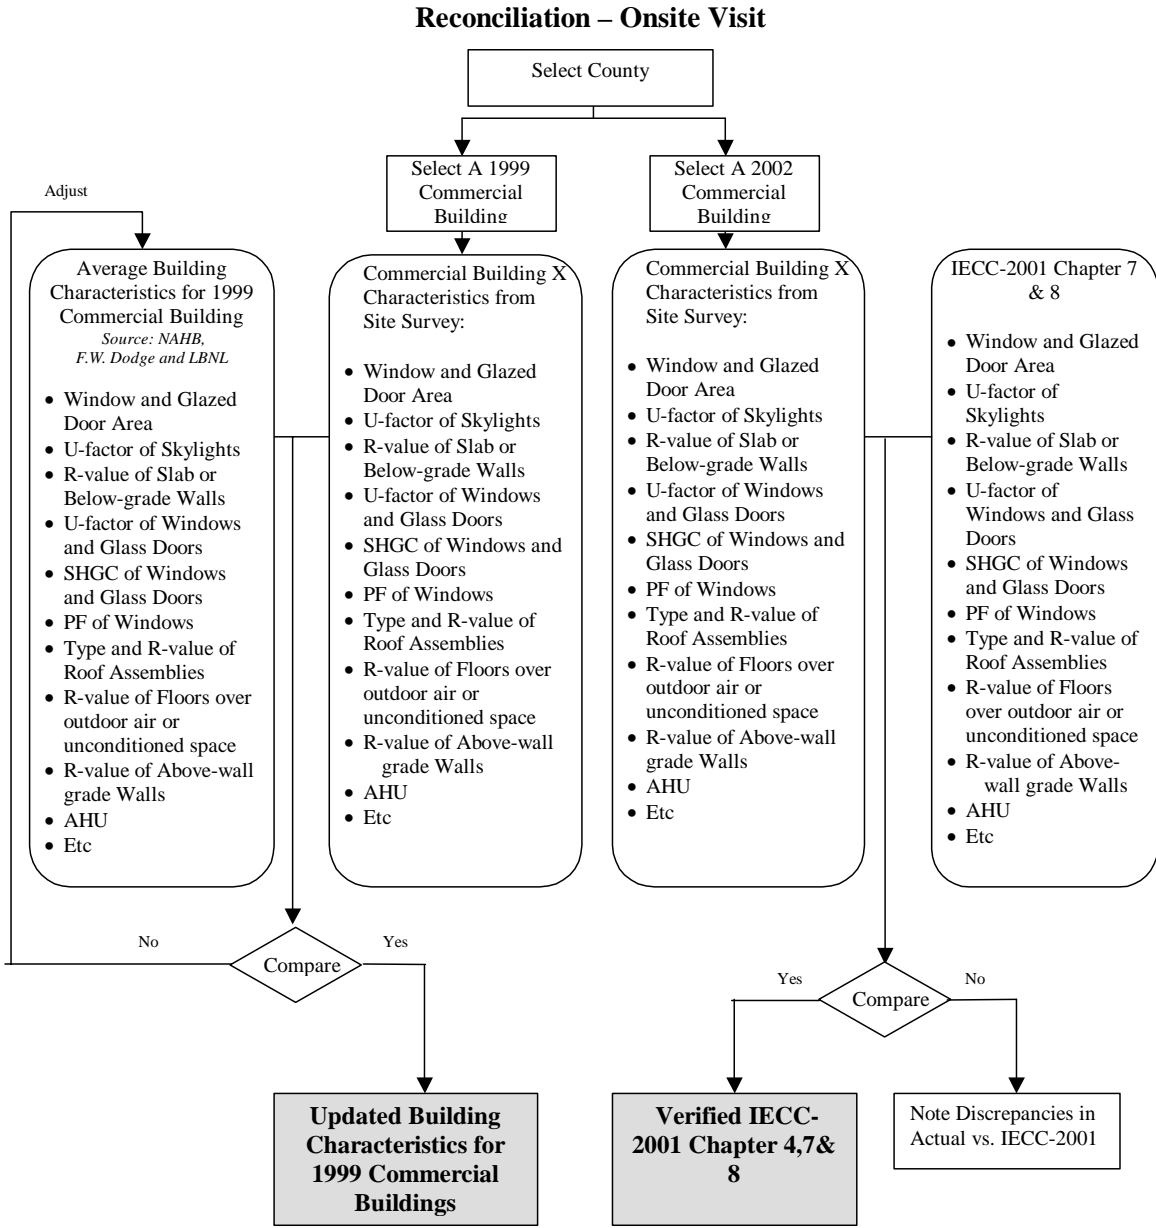 Reconciliation – Onsite Visit
Select County
Select A 1999
Commercial
Building
Select A 2002
Commercial
Building
Adjust
Average Building
Characteristics for 1999
Commercial Building
Source: NAHB,
F.W. Dodge and LBNL
• Window and Glazed
Door Area
• U-factor of Skylights
• R-value of Slab or
Below-grade Walls
• U-factor of Windows
and Glass Doors
• SHGC of Windows
and Glass Doors
• PF of Windows
• Type and R-value of
Roof Assemblies
• R-value of Floors over
outdoor air or
unconditioned space
• R-value of Above-wall
grade Walls
• AHU
• Etc
Commercial Building X
Characteristics from
Site Survey:
• Window and Glazed
Door Area
• U-factor of Skylights
• R-value of Slab or
Below-grade Walls
• U-factor of Windows
and Glass Doors
• SHGC of Windows and
Glass Doors
• PF of Windows
• Type and R-value of
Roof Assemblies
• R-value of Floors over
outdoor air or
unconditioned space
• R-value of Above-wall
grade Walls
• AHU
• Etc
Commercial Building X
Characteristics from
Site Survey:
• Window and Glazed
Door Area
• U-factor of Skylights
• R-value of Slab or
Below-grade Walls
• U-factor of Windows
and Glass Doors
• SHGC of Windows and
Glass Doors
• PF of Windows
• Type and R-value of
Roof Assemblies
• R-value of Floors over
outdoor air or
unconditioned space
• R-value of Above-wall
grade Walls
• AHU
• Etc
IECC-2001 Chapter 7
& 8
• Window and Glazed
Door Area
• U-factor of
Skylights
• R-value of Slab or
Below-grade Walls
• U-factor of
Windows and Glass
Doors
• SHGC of Windows
and Glass Doors
• PF of Windows
• Type and R-value of
Roof Assemblies
• R-value of Floors
over outdoor air or
unconditioned space
• R-value of Above-
wall grade Walls
• AHU
• Etc
No
Compare
Yes
Yes
Compare
No
Updated Building
Characteristics for
1999 Commercial
Buildings
Verified IECC-
2001 Chapter 4,7&
8
Note Discrepancies in
Actual vs. IECC-2001